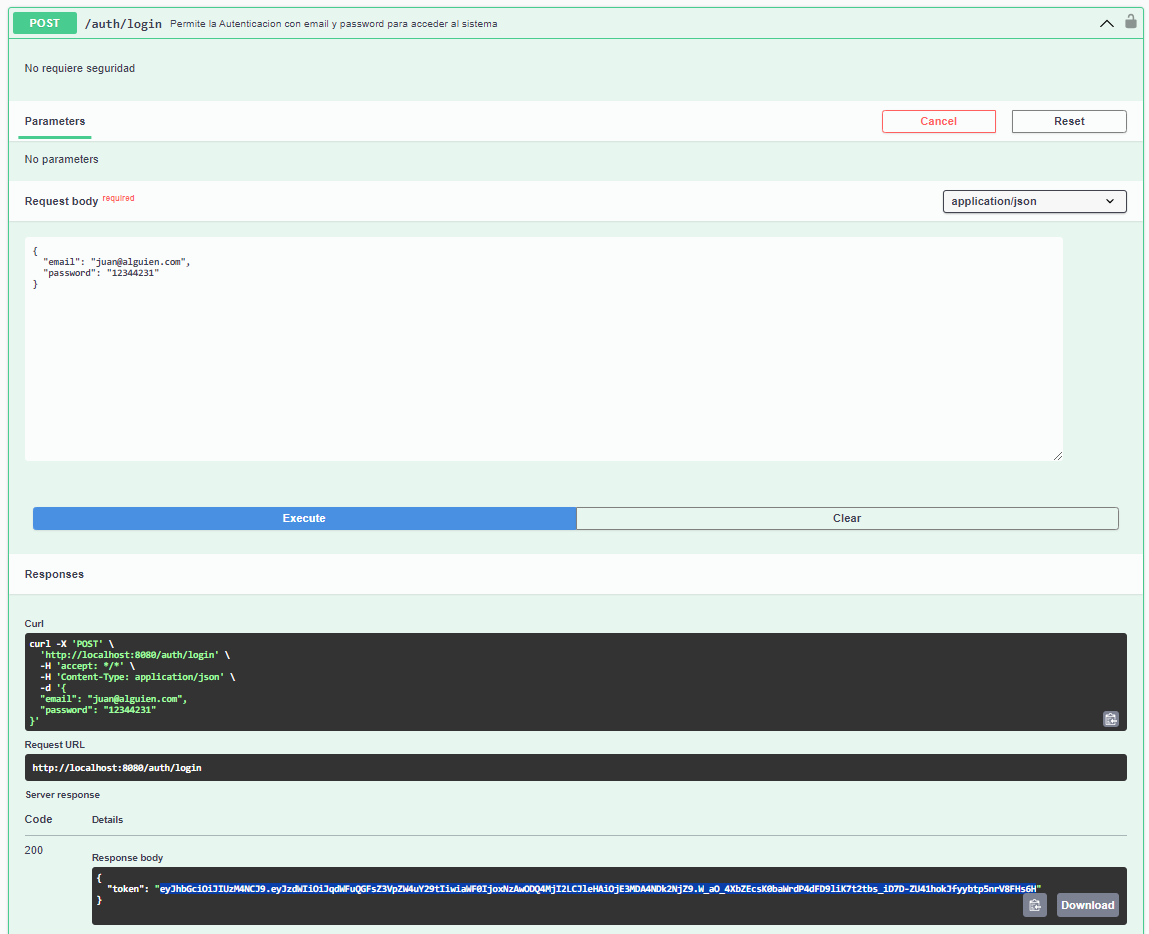 POST /auth/login Permite la Autenticacion con email y password para acceder al sistema
No requiere seguridad
Parameters
Cancel
Reset
No parameters
Request body required
application/json
{
  "email": "juan@alguien.com",
  "password": "12344231"
}
Execute
Clear
Responses
Curl
curl -X 'POST' \
  'http://localhost:8080/auth/login' \
  -H 'accept: */*' \
  -H 'Content-Type: application/json' \
  -d '{
  "email": "juan@alguien.com",
  "password": "12344231"
}'
Request URL
http://localhost:8080/auth/login
Server response
Code Details
200
Response body
{
  "token": "eyJhbGciOiJIUzM4NCJ9.eyJzdWIiOiJqdWFuQGFsZ3VpZW4uY29tIiwiaWF0IjoxNzAwODQ4MjI2LCJleHAiOjE3MDA4NDk2NjZ9.W_aO_4XbZEcsK0baWrdP4dFD9liK7t2tbs_iD7D-ZU41hokJfyybtp5nrV8FHs6H"
}
Download